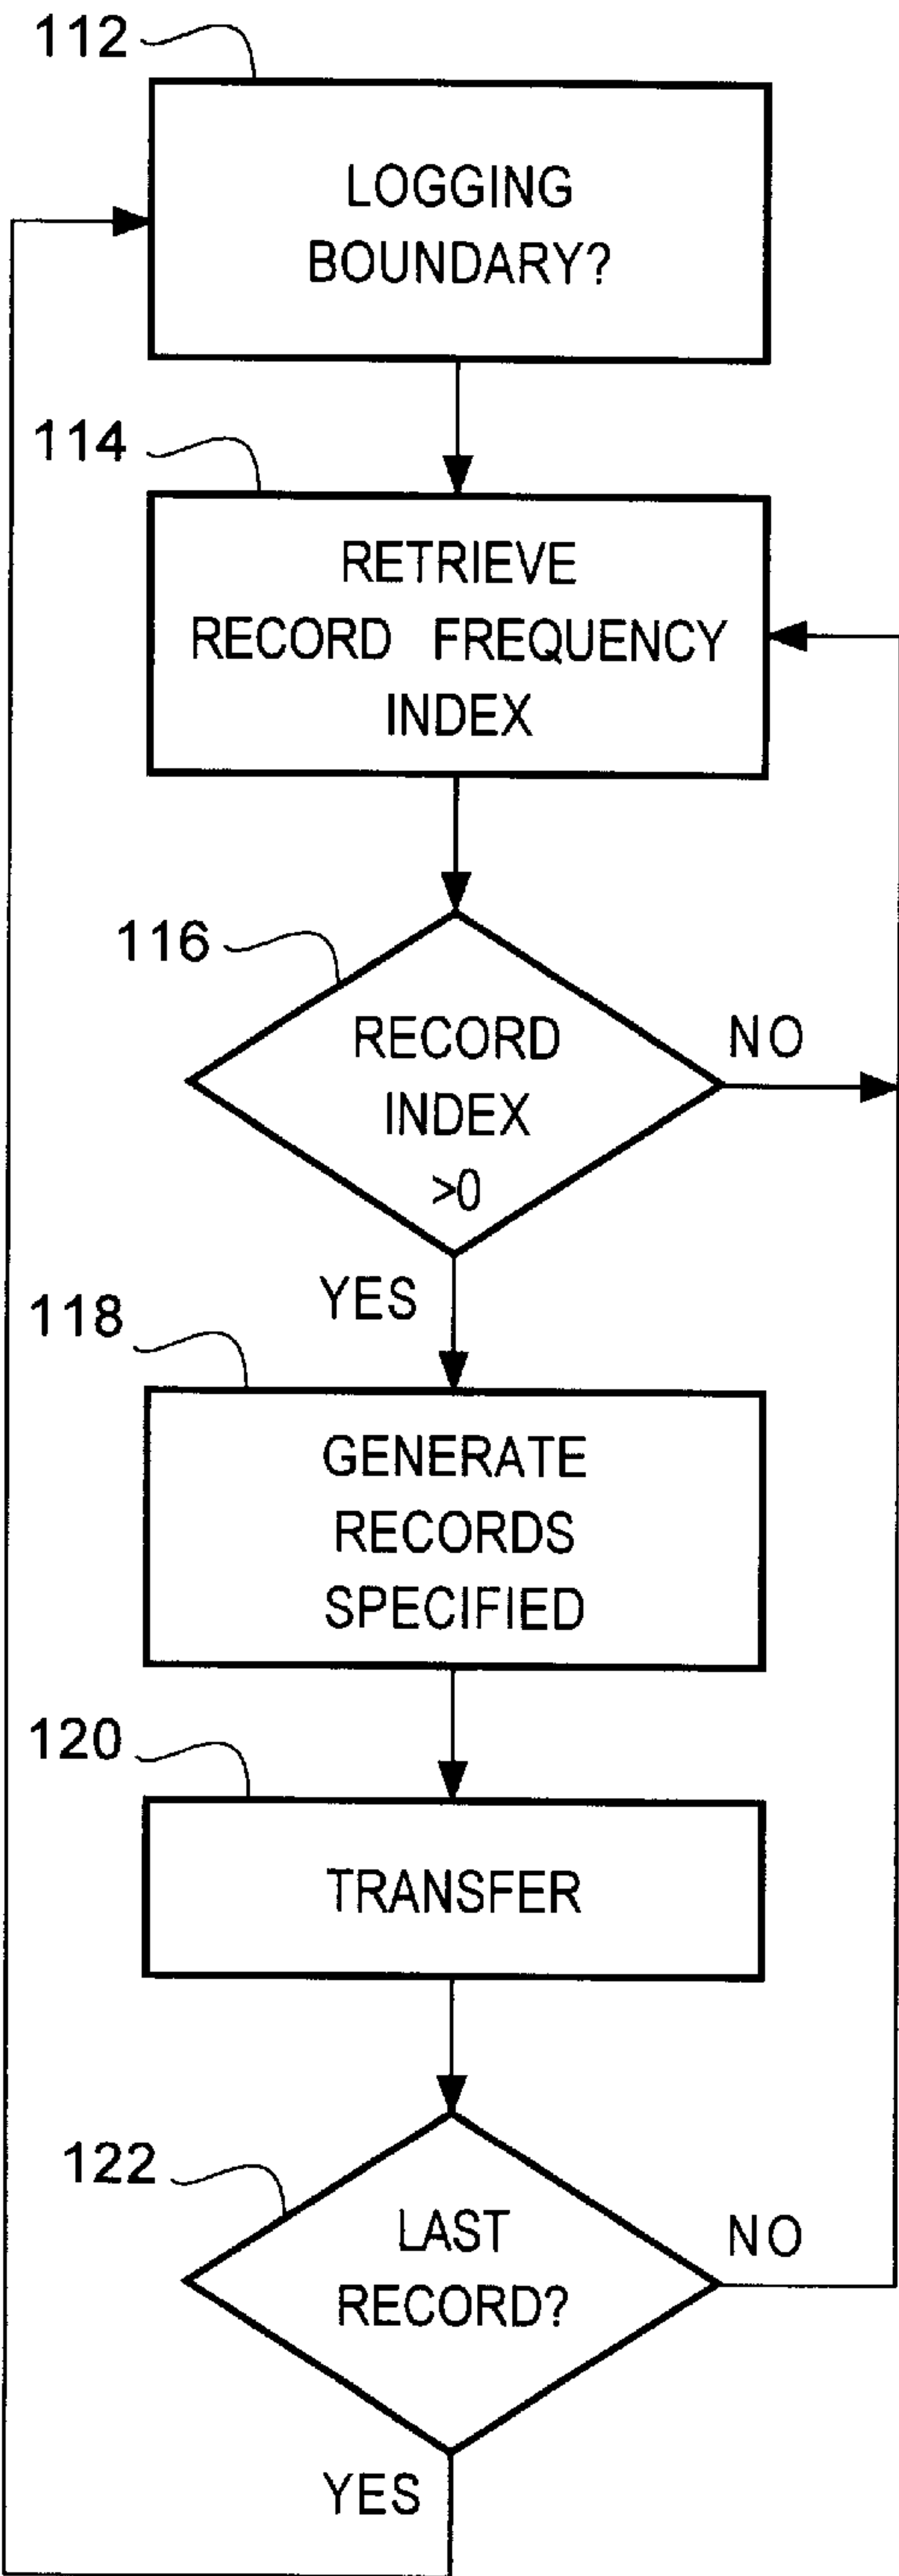 112
LOGGING
BOUNDARY?
114
RETRIEVE
RECORD FREQUENCY
INDEX
116
RECORD
INDEX
>0
NO
YES
118
GENERATE
RECORDS
SPECIFIED
120
TRANSFER
122
LAST
RECORD?
NO
YES